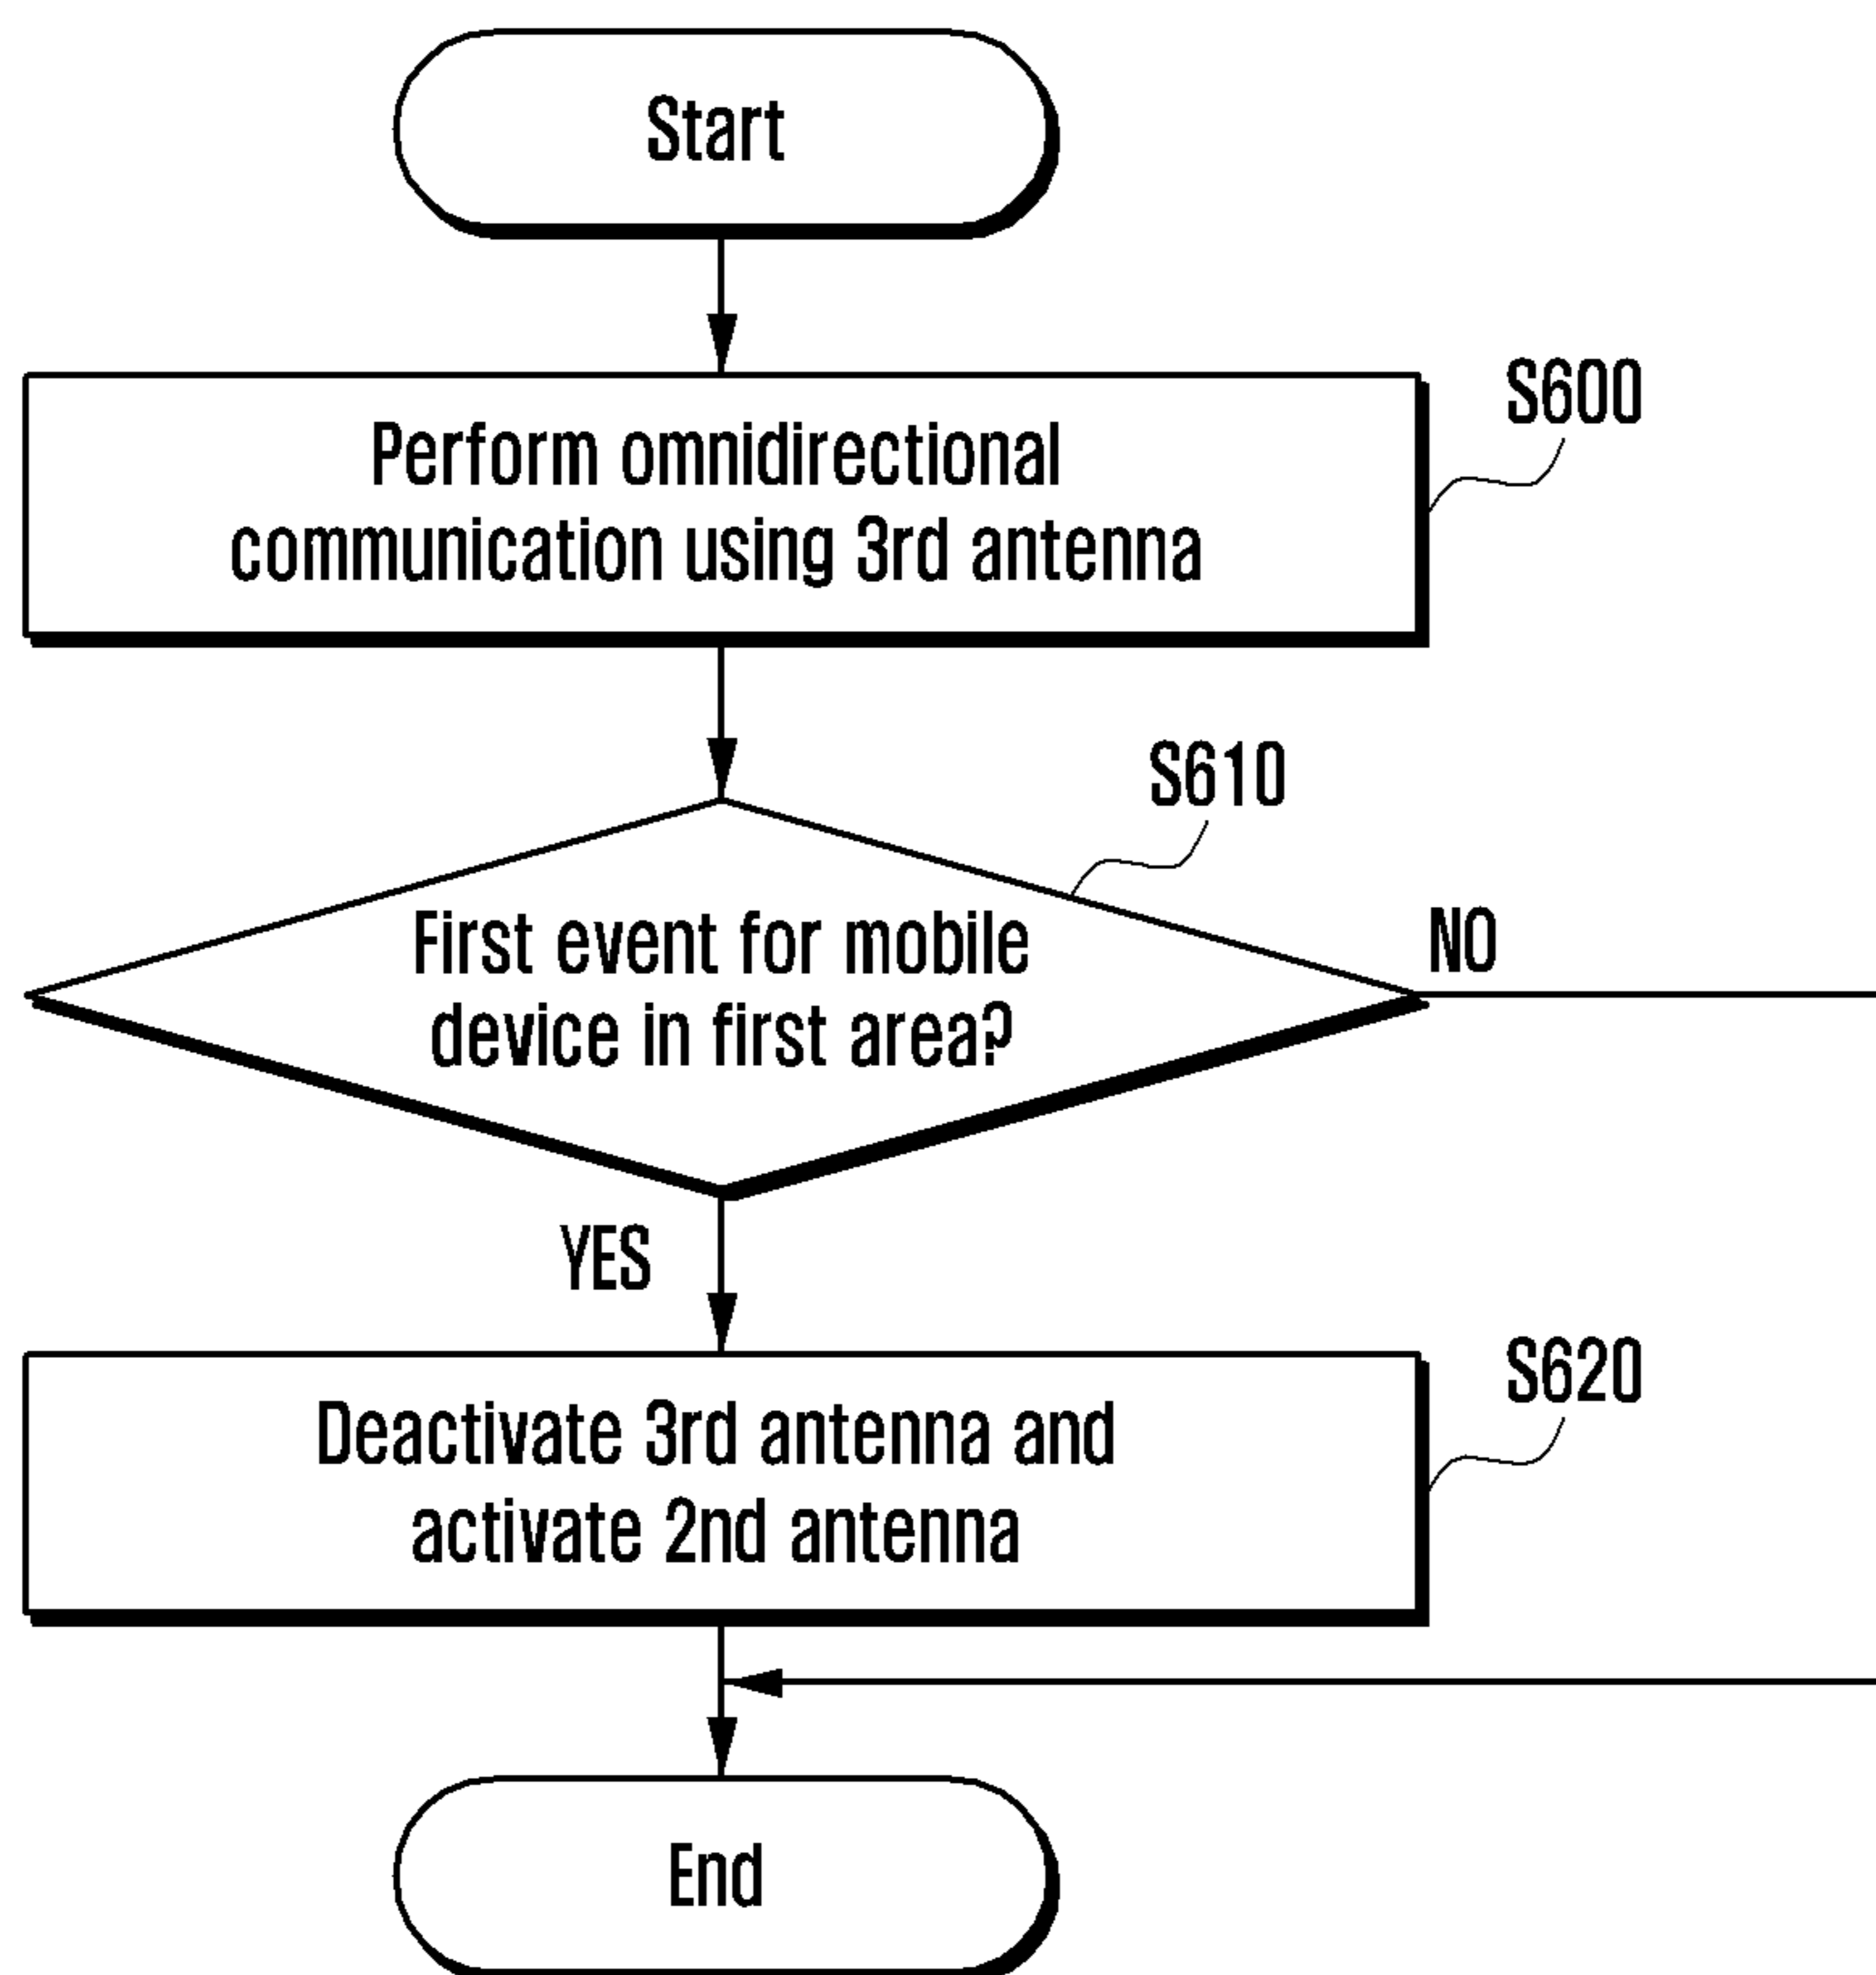 Start
S600
Perform omnidirectional
communication using 3rd antenna
S610
First event for mobile
device in first area?
NO
YES
S620
Deactivate 3rd antenna and
activate 2nd antenna
End